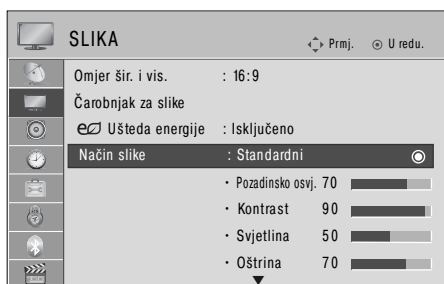 SLIKA Prmj. U redu.
Omjer šir. i vis. : 16:9
Čarobnjak za slike
Ušteda energije : Isključeno
Način slike : Standardni
• Pozadinsko osvj. 70
• Kontrast 90
• Svjetlina 50
• Oštrina 70